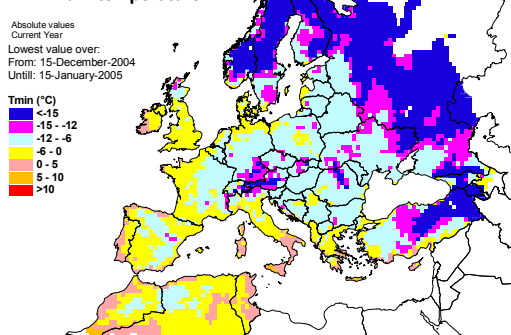 Absolute values
Current Year
Lowest value over:
From: 15-December-2004
Untill: 15-January-2005
Tmin (°C)
<-15
-15 - -12
-12 - -6
-6 - 0
0 - 5
5 - 10
>10